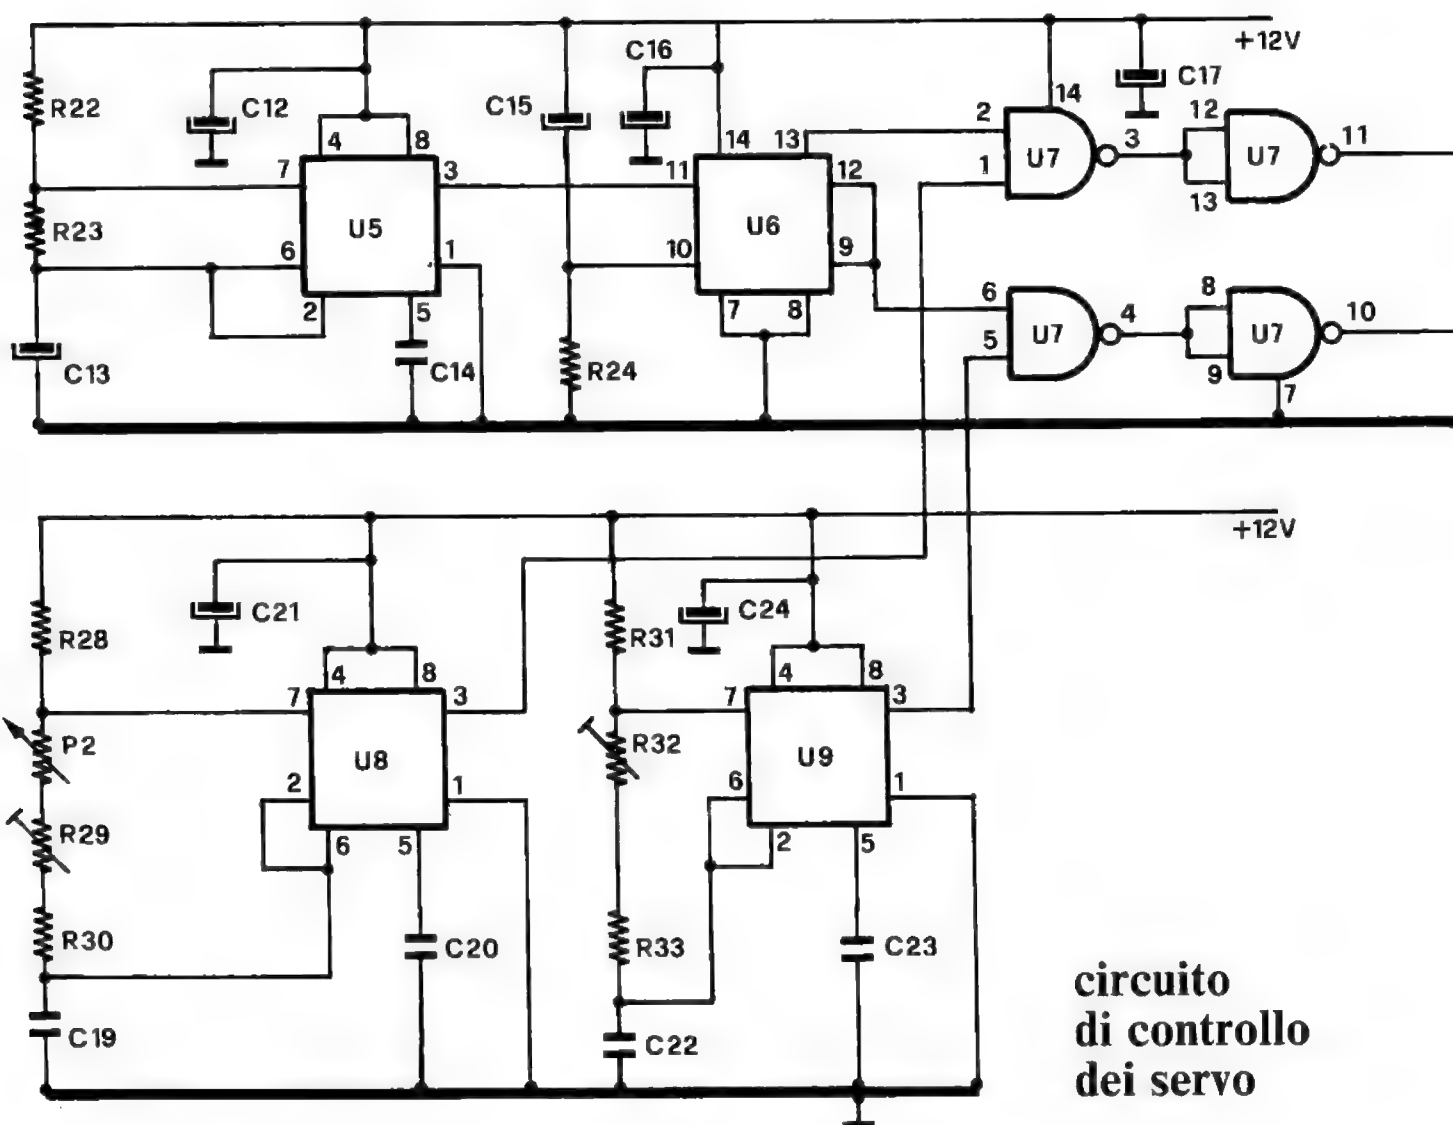 +12V
R22
C12
C15
C16
C17
4
8
7
3
U5
R23
6
1
2
5
C13
C14
R24
14
13
11
12
U6
10
9
7
8
2
14
3
U7
1
12
11
U7
13
6
4
U7
5
8
10
U7
9
7
+12V
R28
C21
4
8
7
3
P2
U8
2
1
R29
6
5
R30
C20
C19
R31
C24
4
8
7
3
R32
U9
6
1
2
5
R33
C23
C22
circuito
di controllo
dei servo